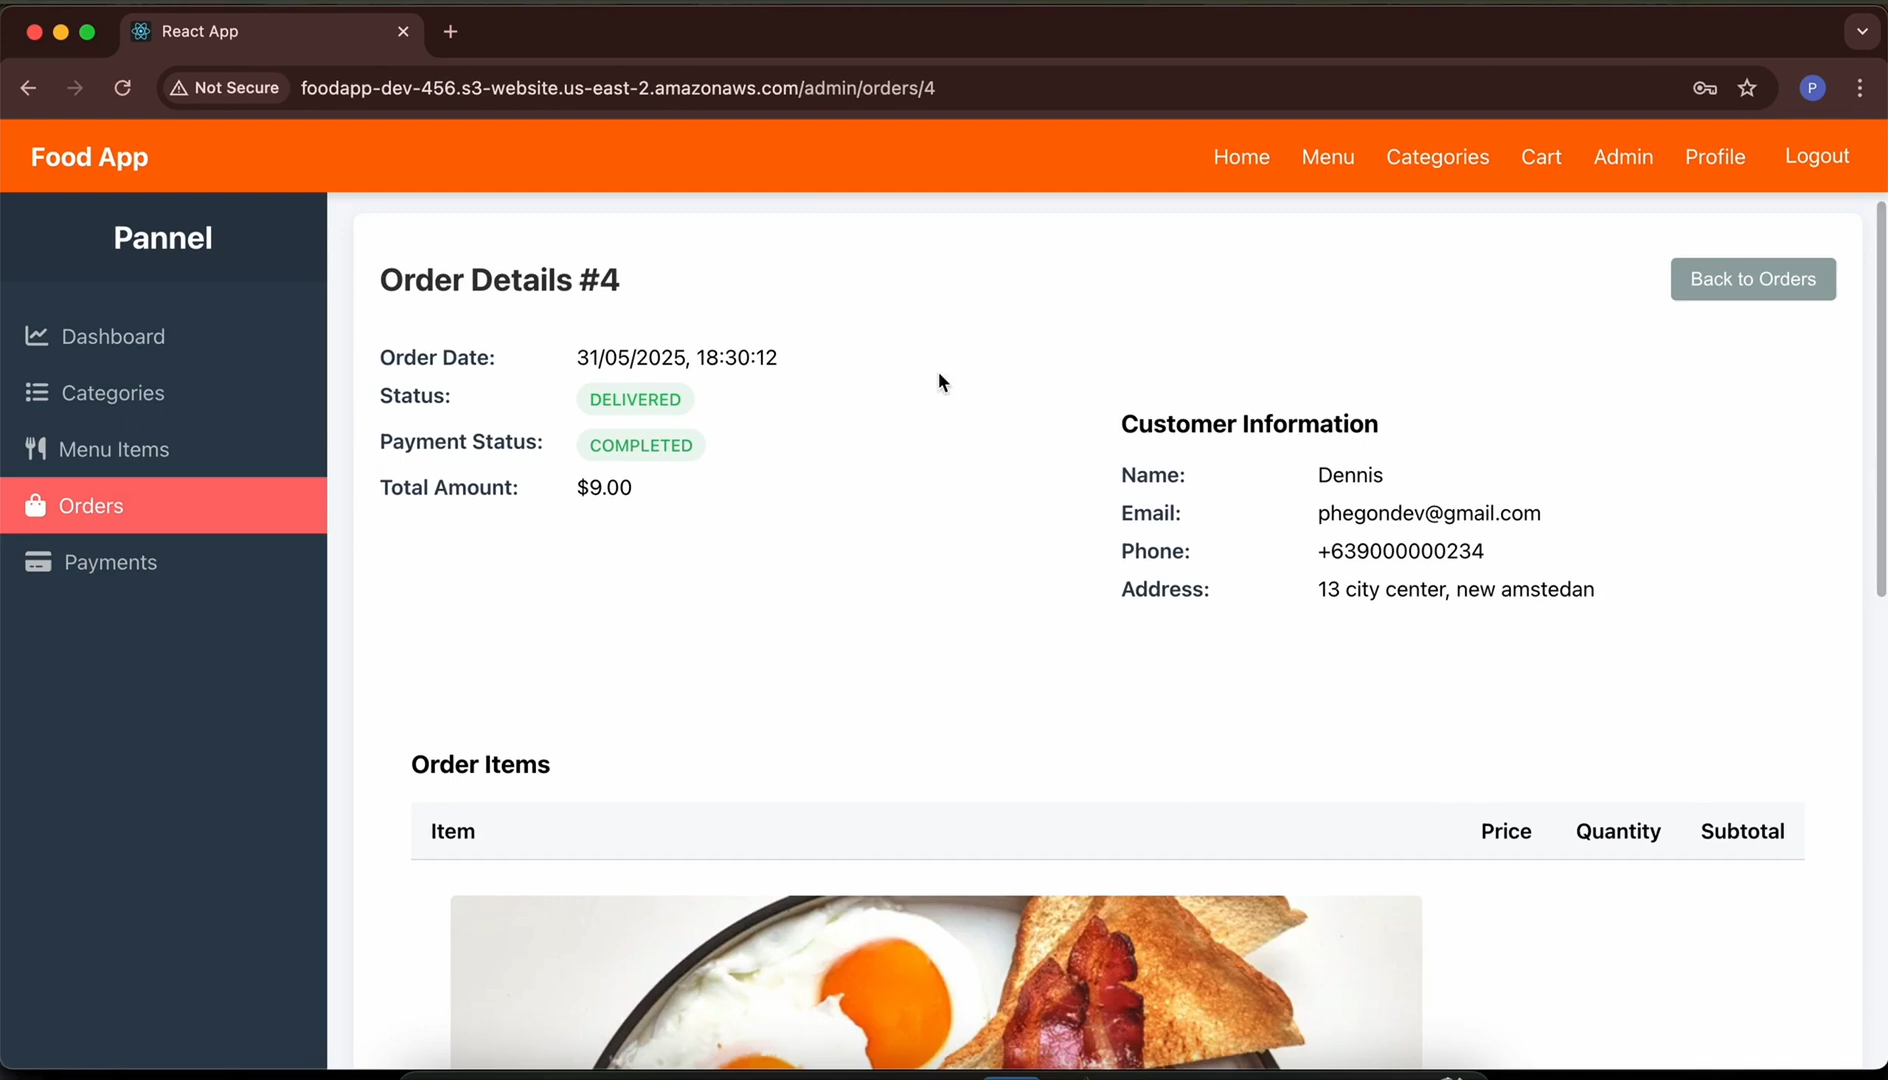 React App
Not Secure
foodapp-dev-456.s3-website.us-east-2.amazonaws.com/admin/orders/4
P
Food App
Home Menu Categories Cart Admin Profile Logout
Pannel
Dashboard
Categories
Menu Items
Orders
Payments
Order Details #4
Back to Orders
Order Date: 31/05/2025, 18:30:12
Status: DELIVERED
Payment Status: COMPLETED
Total Amount: $9.00
Customer Information
Name: Dennis
Email: phegondev@gmail.com
Phone: +639000000234
Address: 13 city center, new amstedan
Order Items
Item Price Quantity Subtotal